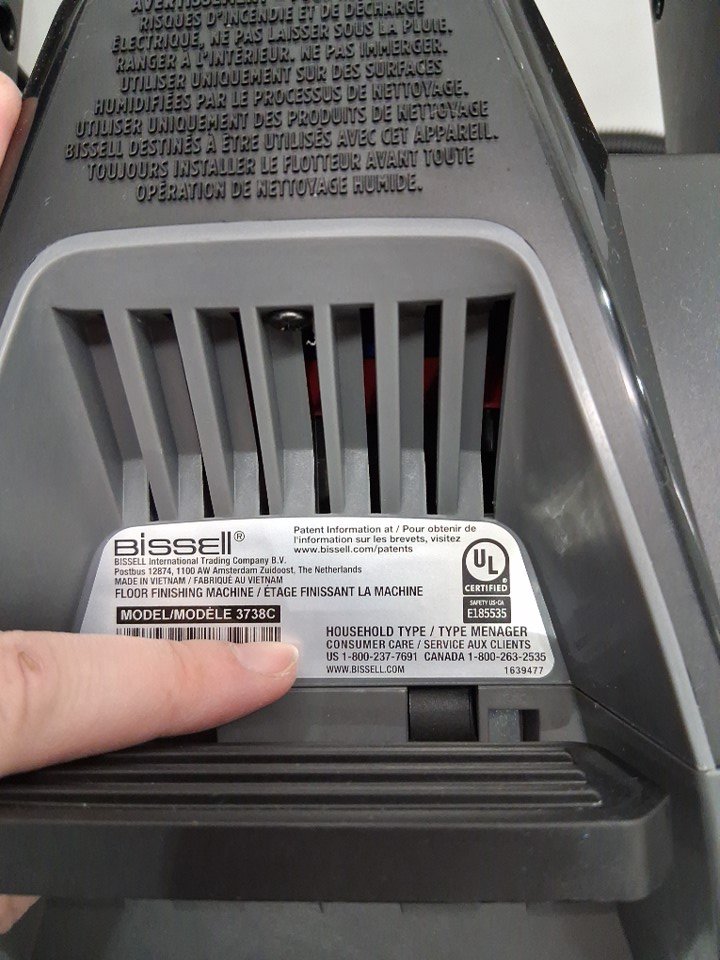 AVERTISSEMENT
RISQUES D'INCENDIE ET DE DÉCHARGE
ÉLECTRIQUE, NE PAS LAISSER SOUS LA PLUIE.
RANGER À L'INTÉRIEUR. NE PAS IMMERGER.
UTILISER UNIQUEMENT SUR DES SURFACES
HUMIDIFIÉES PAR LE PROCESSUS DE NETTOYAGE.
UTILISER UNIQUEMENT DES PRODUITS DE NETTOYAGE
BISSELL DESTINÉS À ÊTRE UTILISÉS AVEC CET APPAREIL.
TOUJOURS INSTALLER LE FLOTTEUR AVANT TOUTE
OPÉRATION DE NETTOYAGE HUMIDE.
BISSELL®
Patent Information at / Pour obtenir de
l'information sur les brevets, visitez
www.bissell.com/patents
BISSELL International Trading Company B.V.
Postbus 12874, 1100 AW Amsterdam Zuidoost, The Netherlands
MADE IN VIETNAM / FABRIQUÉ AU VIETNAM
FLOOR FINISHING MACHINE / ÉTAGE FINISSANT LA MACHINE
MODEL/MODÈLE 3738C
UL®
CERTIFIED
SAFETY US-CA
E185535
HOUSEHOLD TYPE / TYPE MENAGER
CONSUMER CARE / SERVICE AUX CLIENTS
US 1-800-237-7691 CANADA 1-800-263-2535
WWW.BISSELL.COM 1639477